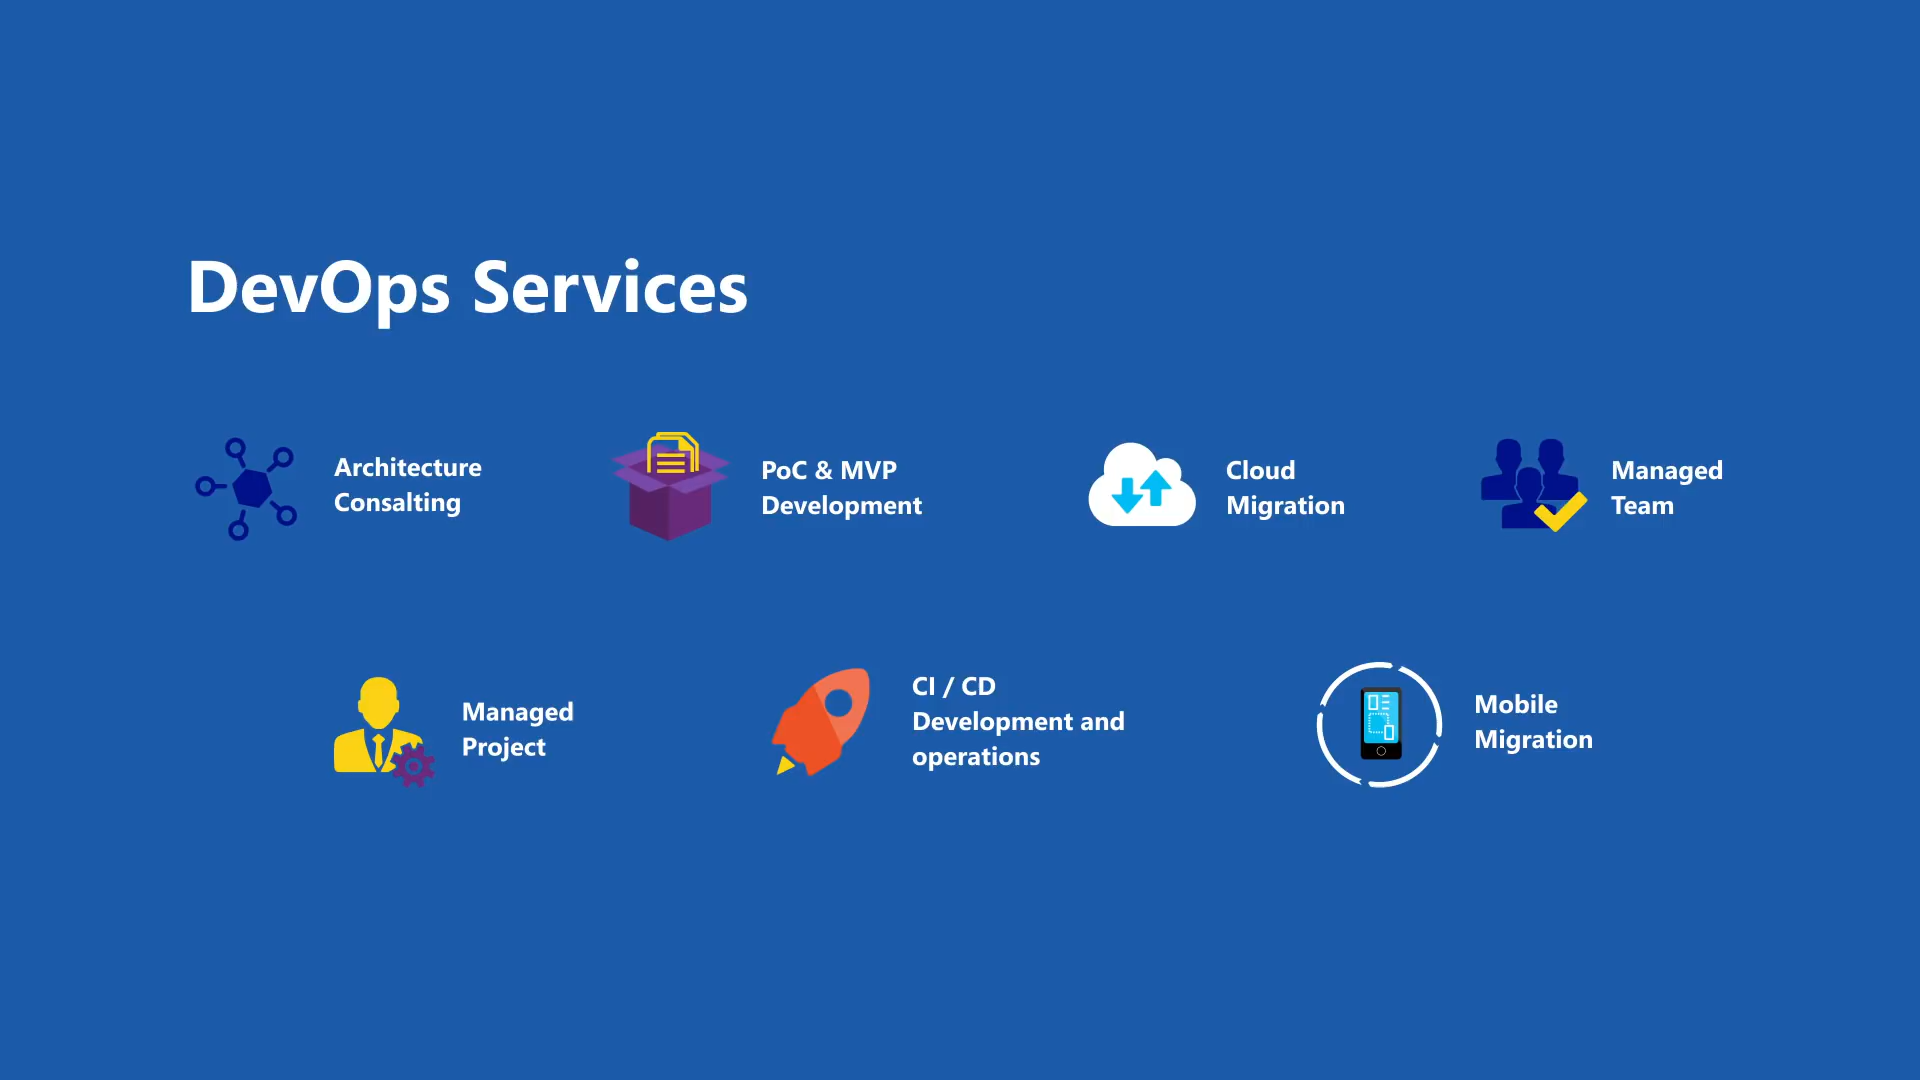 DevOps Services
Architecture
Consalting
PoC & MVP
Development
Cloud
Migration
Managed
Team
Managed
Project
CI / CD
Development and
operations
Mobile
Migration